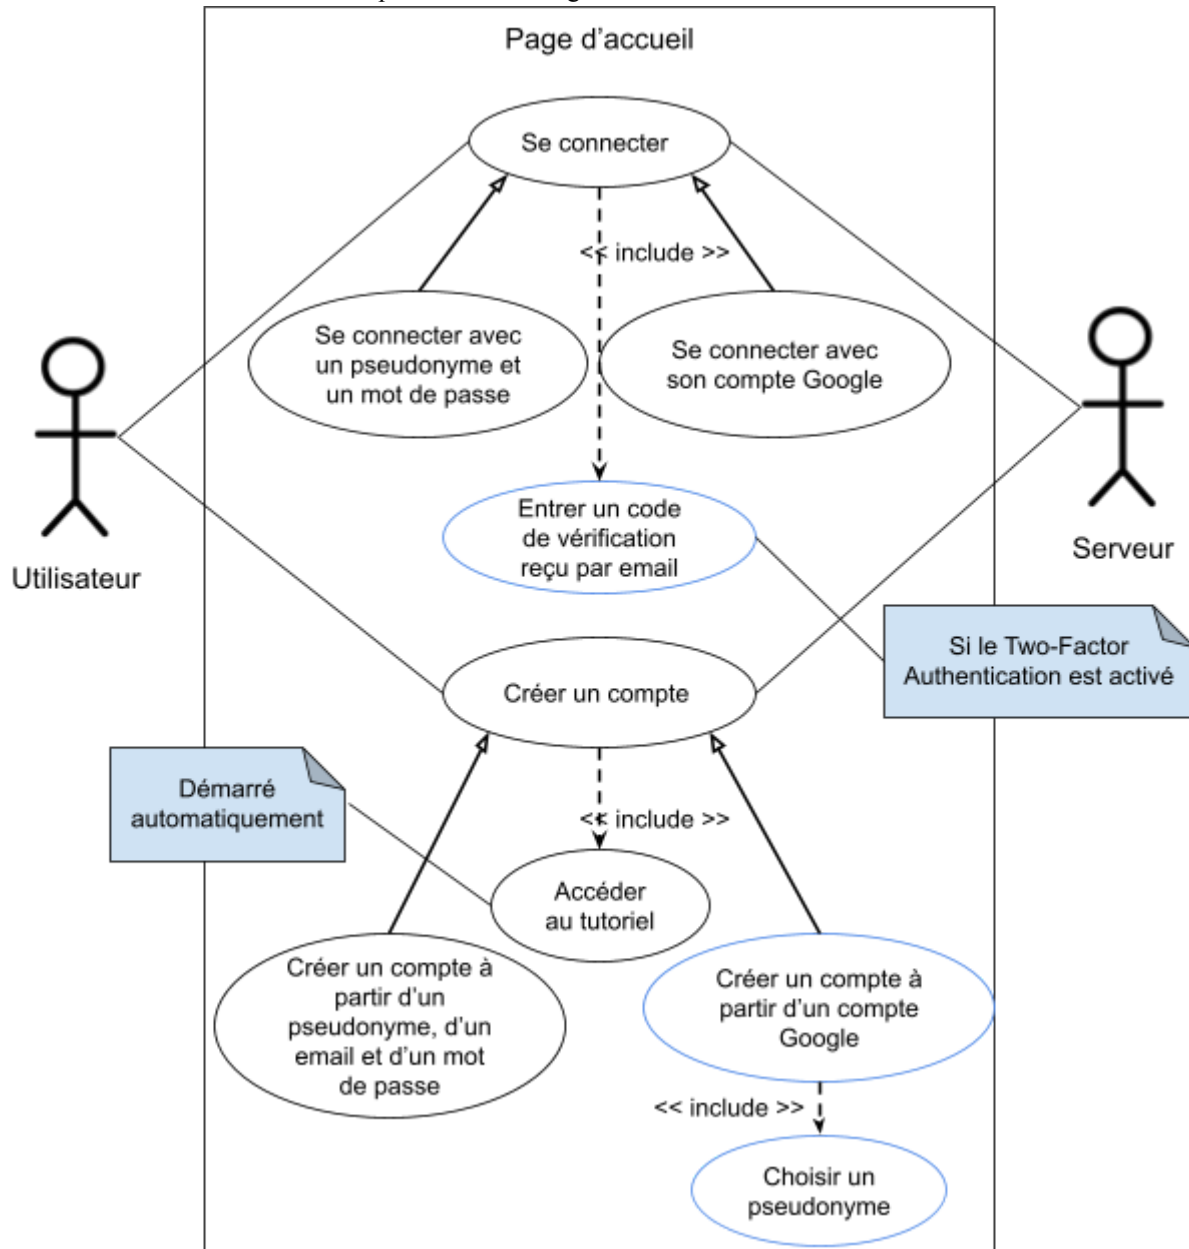 Page d'accueil
Se connecter
<< include >>
Se connecter avec
un pseudonyme et
un mot de passe
Se connecter avec
son compte Google
Entrer un code
de vérification
reçu par email
Utilisateur
Serveur
Si le Two-Factor
Authentication est activé
Créer un compte
Démarré
automatiquement
<< include >>
Accéder
au tutoriel
Créer un compte à
partir d'un
pseudonyme, d'un
email et d'un mot
de passe
Créer un compte à
partir d'un compte
Google
<< include >>
Choisir un
pseudonyme